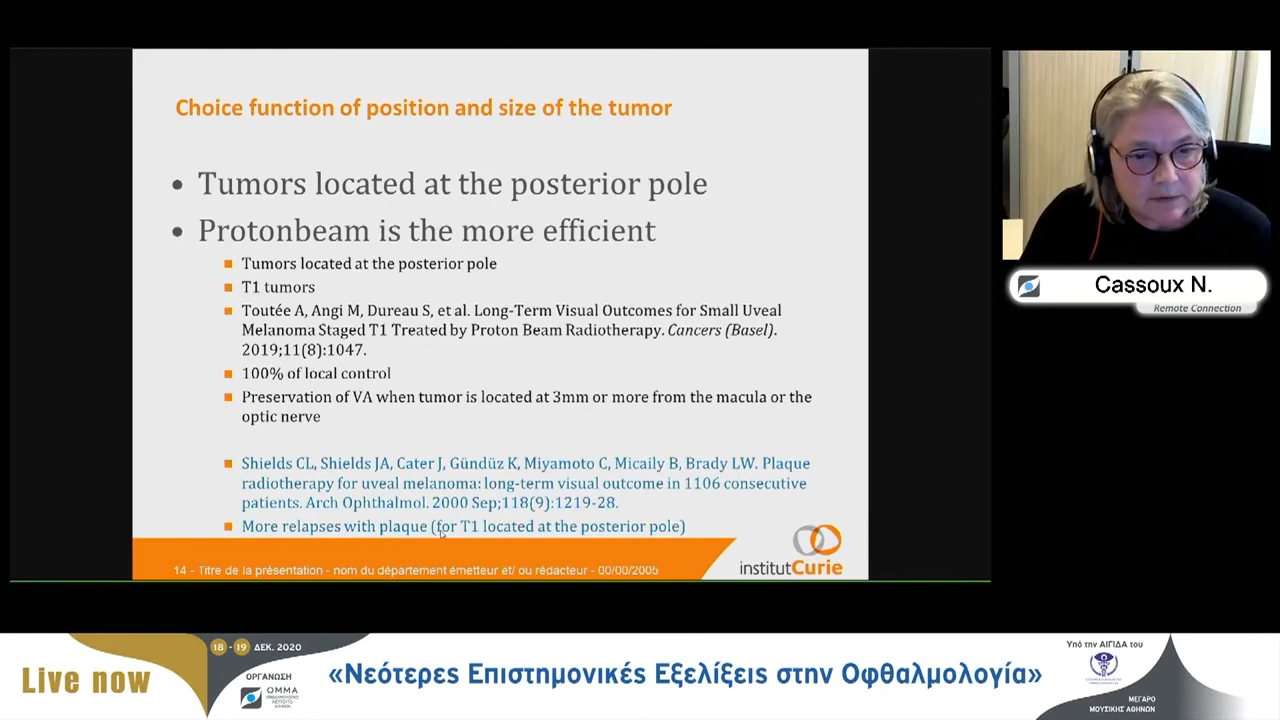 Choice function of position and size of the tumor
• Tumors located at the posterior pole
• Protonbeam is the more efficient
Tumors located at the posterior pole
T1 tumors
Toutée A, Angi M, Dureau S, et al. Long-Term Visual Outcomes for Small Uveal
Melanoma Staged T1 Treated by Proton Beam Radiotherapy. Cancers (Basel).
2019;11(8):1047.
100% of local control
Preservation of VA when tumor is located at 3mm or more from the macula or the
optic nerve
Shields CL, Shields JA, Cater J, Gündüz K, Miyamoto C, Micaily B, Brady LW. Plaque
radiotherapy for uveal melanoma: long-term visual outcome in 1106 consecutive
patients. Arch Ophthalmol. 2000 Sep;118(9):1219-28.
More relapses with plaque (for T1 located at the posterior pole)
14 - Titre de la présentation - nom du département émetteur et/ ou rédacteur - 00/00/2005
institutCurie
Cassoux N.
Remote Connection
Live now
18 - 19 ΔΕΚ. 2020
ΟΡΓΑΝΩΣΗ
OMMA
«Νεότερες Επιστημονικές Εξελίξεις στην Οφθαλμολογία»
Υπό την ΑΙΓΙΔΑ του
ΜΕΓΑΡΟ
ΜΟΥΣΙΚΗΣ ΑΘΗΝΩΝ